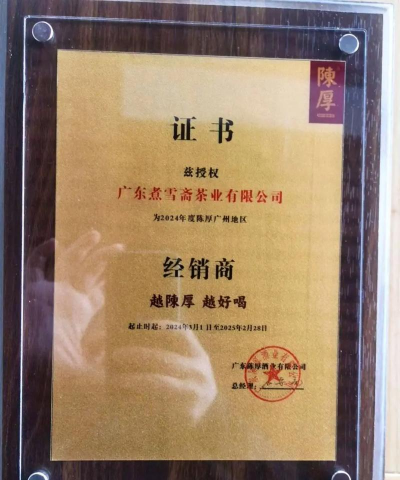 陳厚
证书
兹授权
广东煮雪斋茶业有限公司
为2024年度陈厚广州地区
经销商
越陳厚 越好喝
起止时起：2024年3月1日至2025年2月28日
广东陈厚酒业有限公司
总经理：